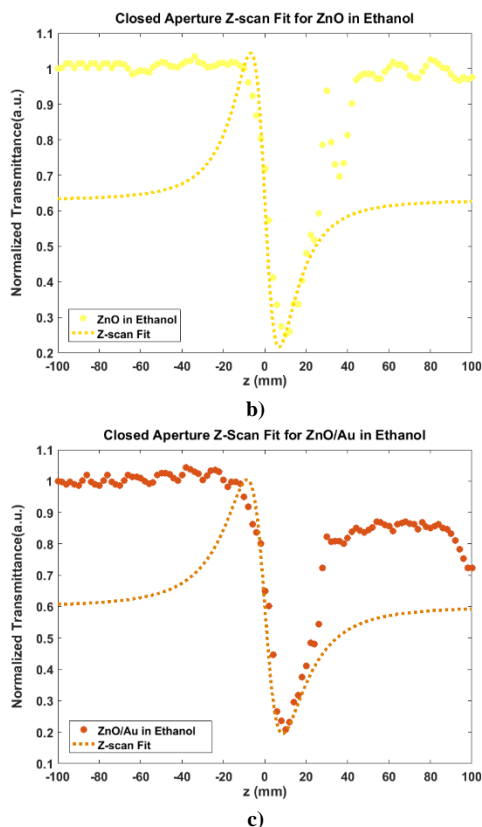 Closed Aperture Z-scan Fit for ZnO in Ethanol
1.1
1
0.9
0.8
0.7
0.6
0.5
0.4
0.3
0.2
Normalized Transmittance(a.u.)
ZnO in Ethanol
Z-scan Fit
-100 -80 -60 -40 -20 0 20 40 60 80 100
z (mm)
b)
Closed Aperture Z-Scan Fit for ZnO/Au in Ethanol
1.1
1
0.9
0.8
0.7
0.6
0.5
0.4
0.3
0.2
0.1
Normalized Transmittance(a.u.)
ZnO/Au in Ethanol
Z-scan Fit
-100 -80 -60 -40 -20 0 20 40 60 80 100
z (mm)
c)